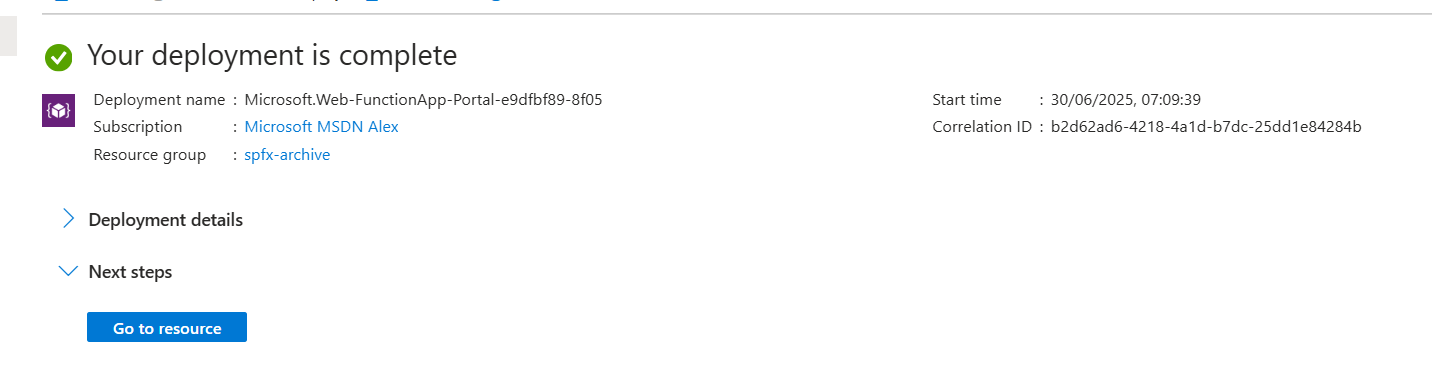 Your deployment is complete
Deployment name : Microsoft.Web-FunctionApp-Portal-e9dfbf89-8f05
Subscription : Microsoft MSDN Alex
Resource group : spfx-archive
Start time : 30/06/2025, 07:09:39
Correlation ID : b2d62ad6-4218-4a1d-b7dc-25dd1e84284b
Deployment details
Next steps
Go to resource